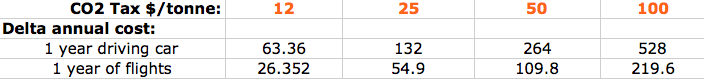 CO2 Tax $/tonne: 12 25 50 100
Delta annual cost:
1 year driving car 63.36 132 264 528
1 year of flights 26.352 54.9 109.8 219.6